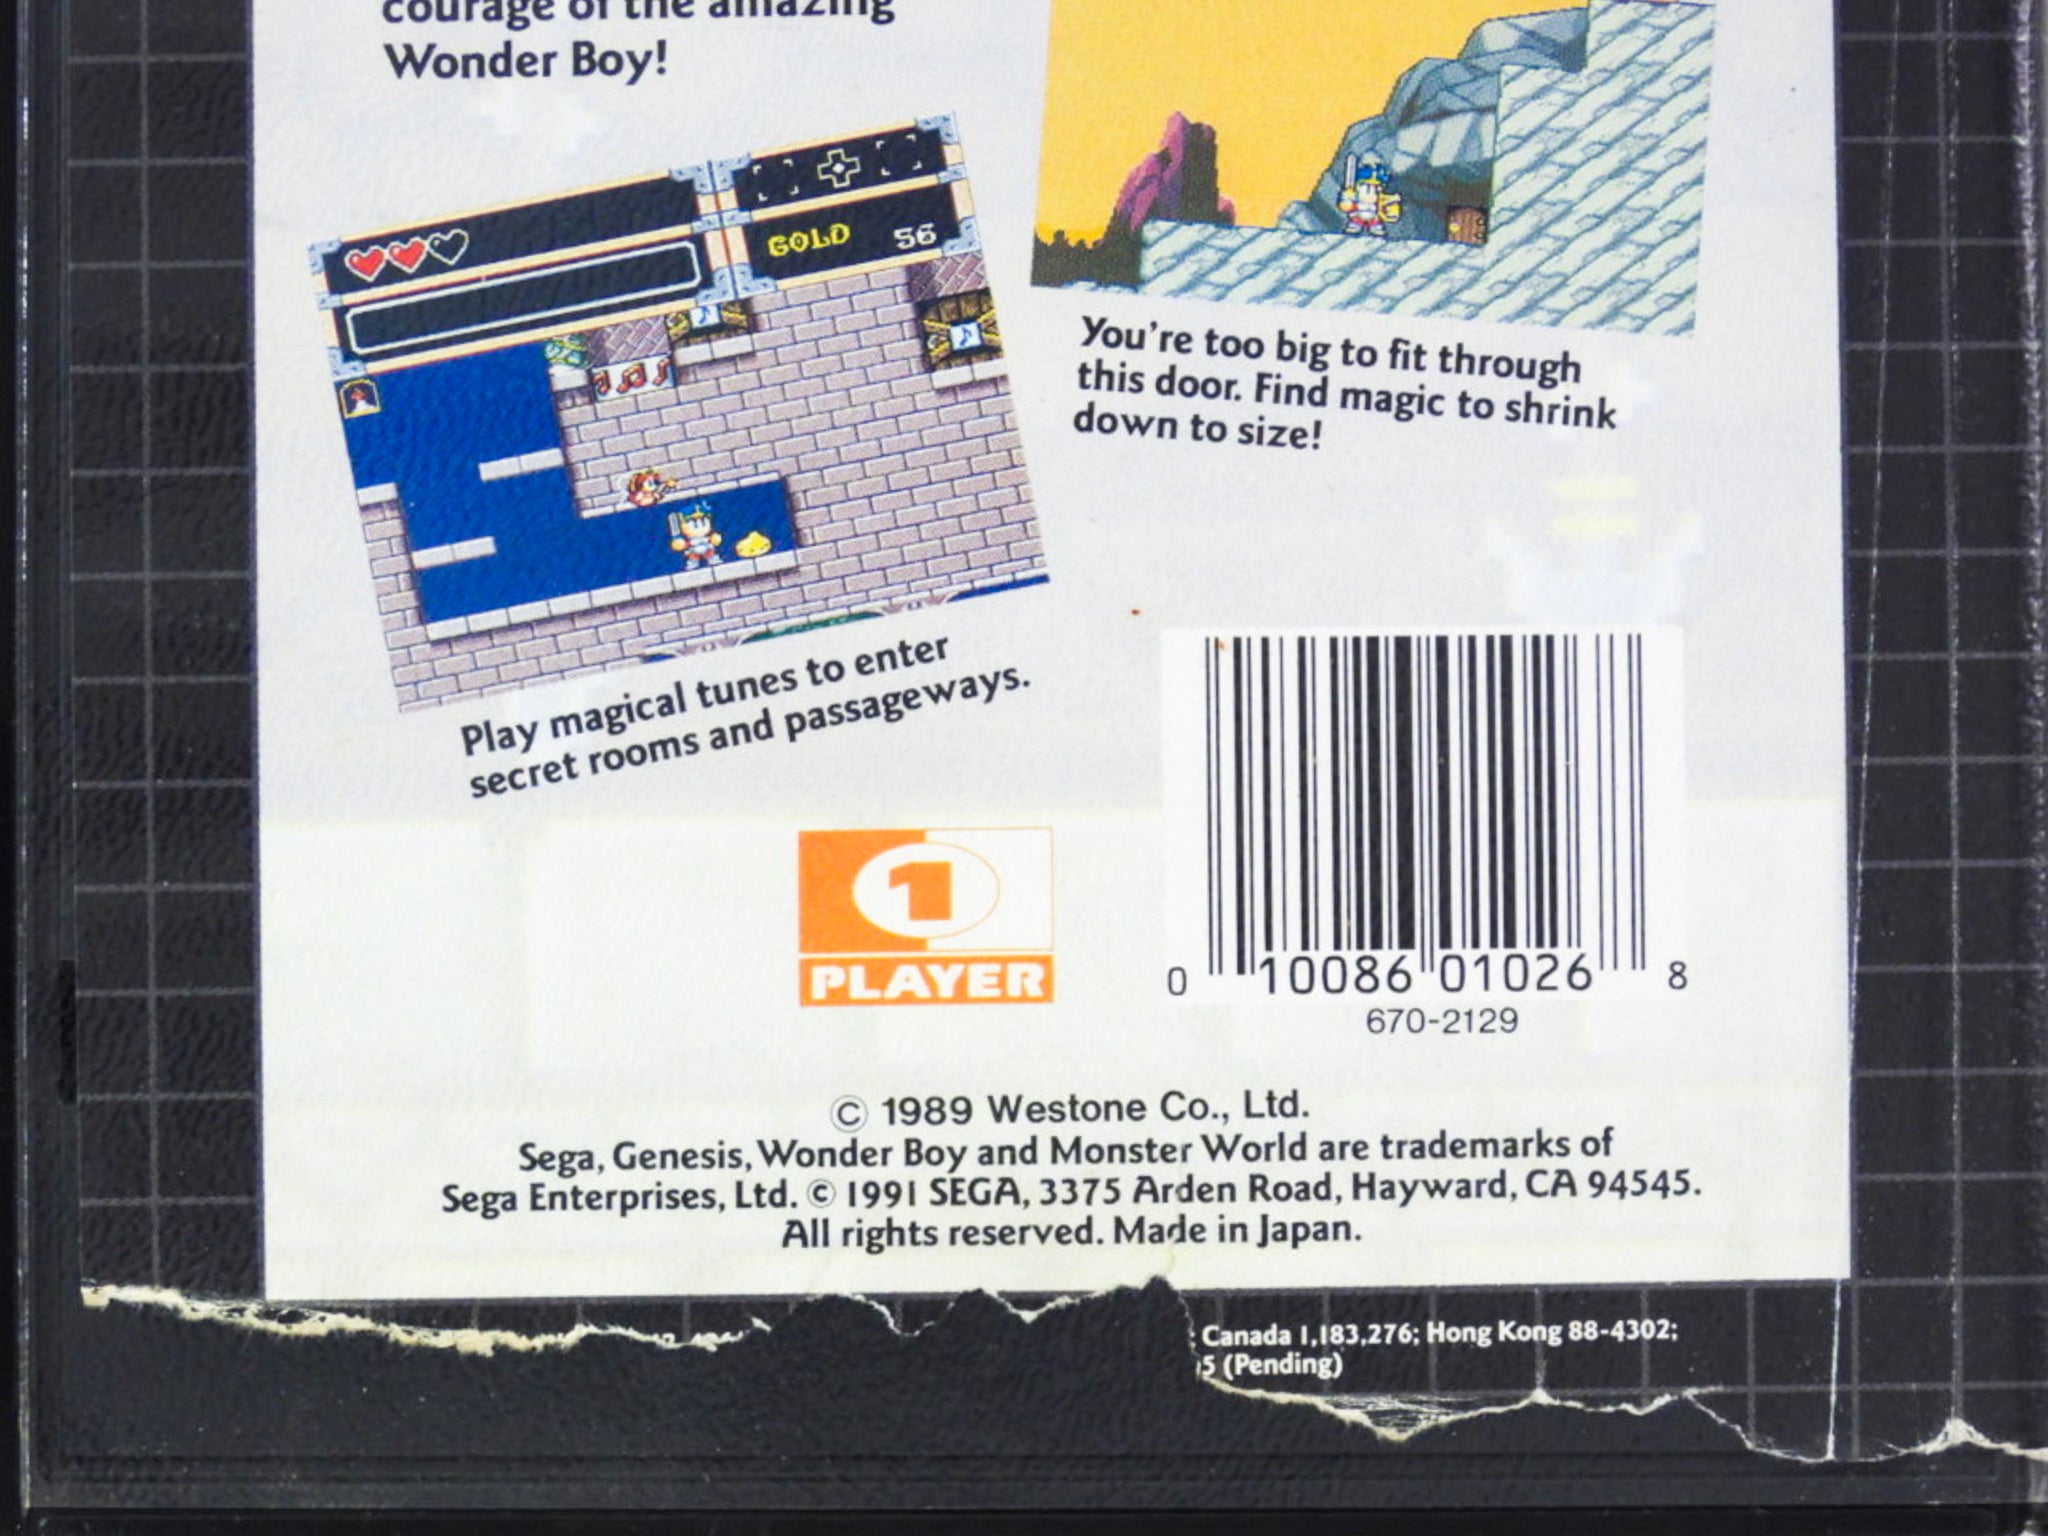 courage of the amazing
Wonder Boy!
GOLD 56
You're too big to fit through
this door. Find magic to shrink
down to size!
Play magical tunes to enter
secret rooms and passageways.
1
PLAYER
0 10086 01026 8
670-2129
© 1989 Westone Co., Ltd.
Sega, Genesis, Wonder Boy and Monster World are trademarks of
Sega Enterprises, Ltd. © 1991 SEGA, 3375 Arden Road, Hayward, CA 94545.
All rights reserved. Made in Japan.
; Canada 1,183,276; Hong Kong 88-4302;
5 (Pending)